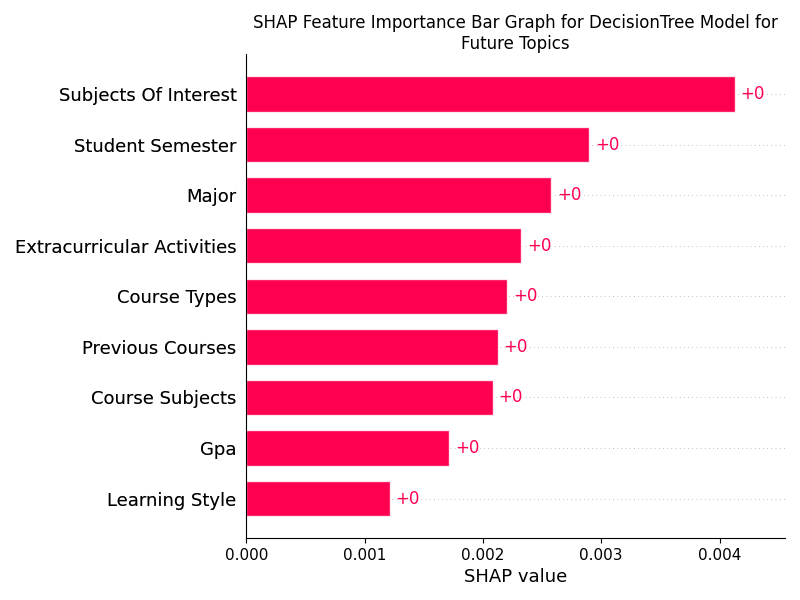 SHAP Feature Importance Bar Graph for DecisionTree Model for
Future Topics
Subjects Of Interest +0
Student Semester +0
Major +0
Extracurricular Activities +0
Course Types +0
Previous Courses +0
Course Subjects +0
Gpa +0
Learning Style +0
0.000 0.001 0.002 0.003 0.004
SHAP value